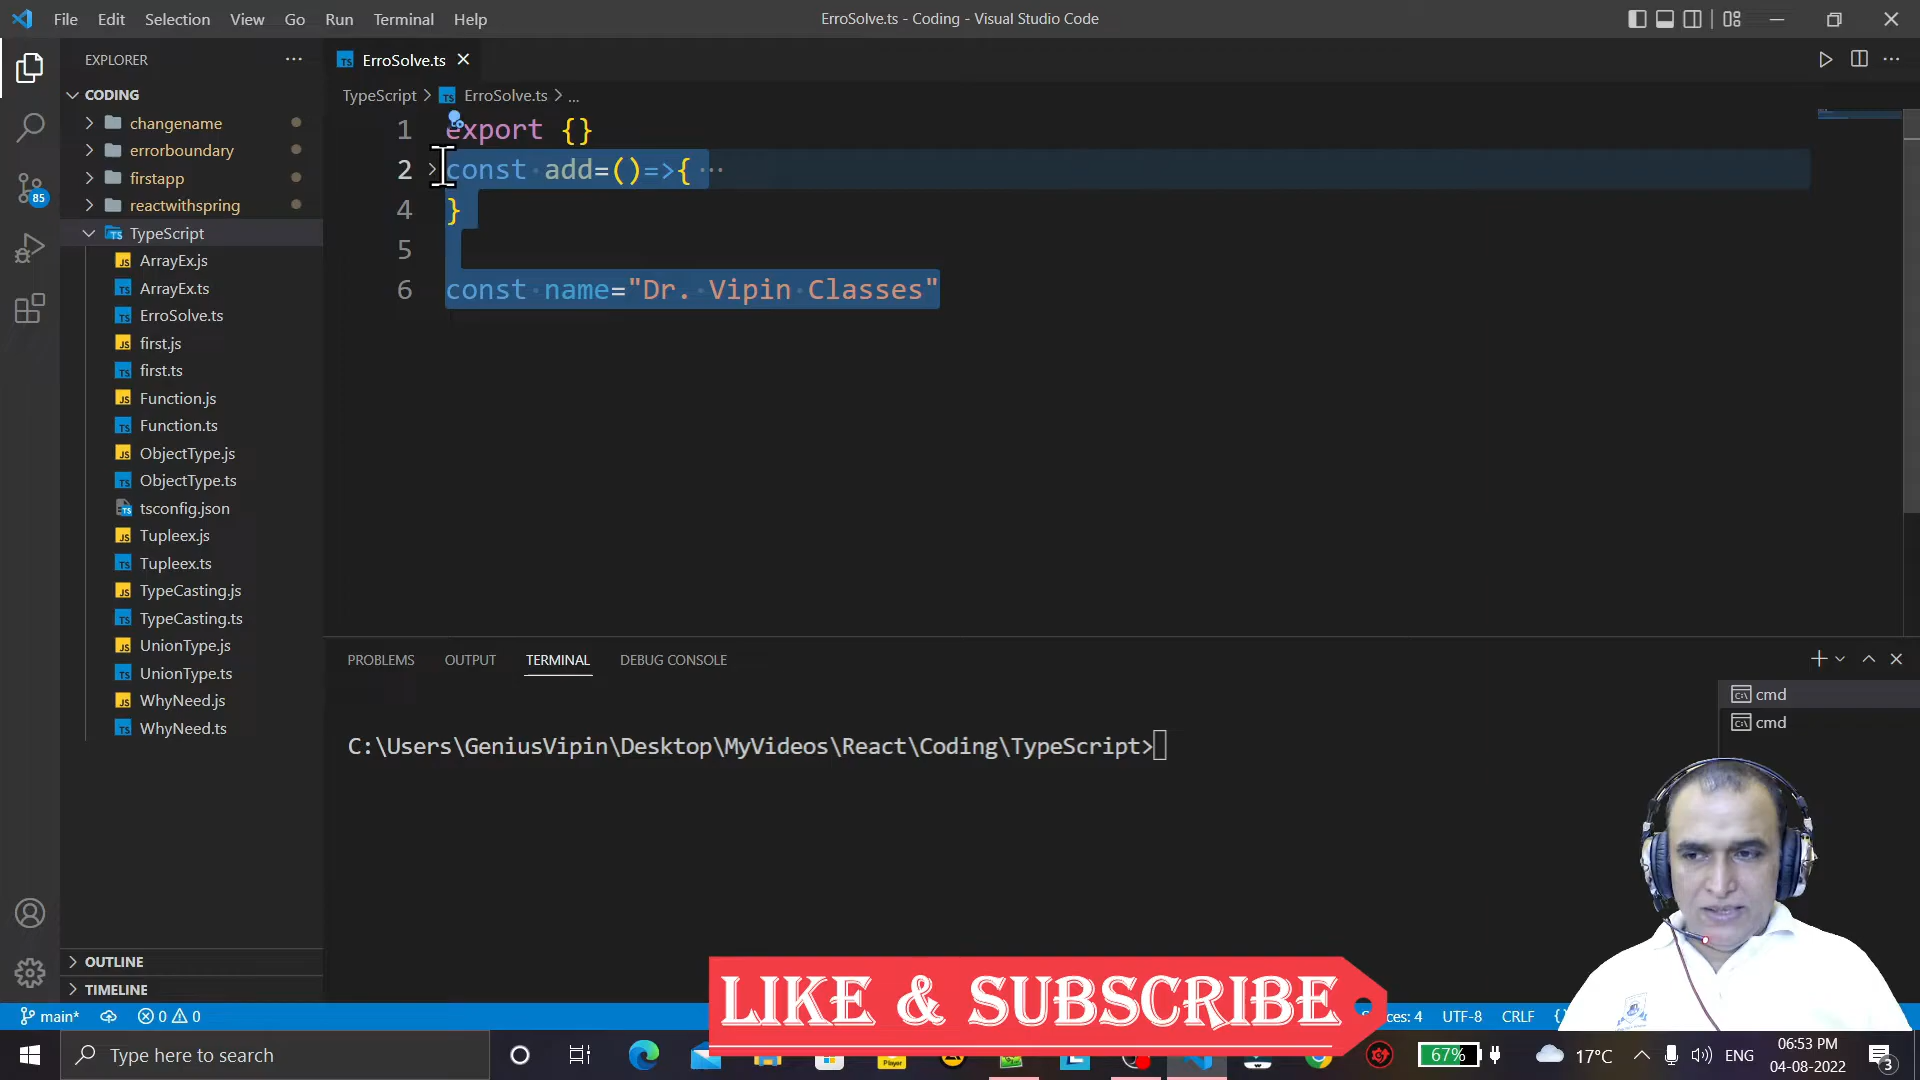 File Edit Selection View Go Run Terminal Help
ErroSolve.ts - Coding - Visual Studio Code
EXPLORER
CODING
changename
errorboundary
firstapp
reactwithspring
TypeScript
ArrayEx.js
ArrayEx.ts
ErroSolve.ts
first.js
first.ts
Function.js
Function.ts
ObjectType.js
ObjectType.ts
tsconfig.json
Tupleex.js
Tupleex.ts
TypeCasting.js
TypeCasting.ts
UnionType.js
UnionType.ts
WhyNeed.js
WhyNeed.ts
OUTLINE
TIMELINE
85
ErroSolve.ts
TypeScript > ErroSolve.ts > ...
1 export {}
2 const add=()=>{ ...
4 }
5
6 const name="Dr. Vipin Classes"
PROBLEMS OUTPUT TERMINAL DEBUG CONSOLE
cmd
cmd
C:\Users\GeniusVipin\Desktop\MyVideos\React\Coding\TypeScript>
LIKE & SUBSCRIBE
main* 0 0
UTF-8 CRLF
Type here to search
67%
17°C
ENG
06:53 PM
04-08-2022
3